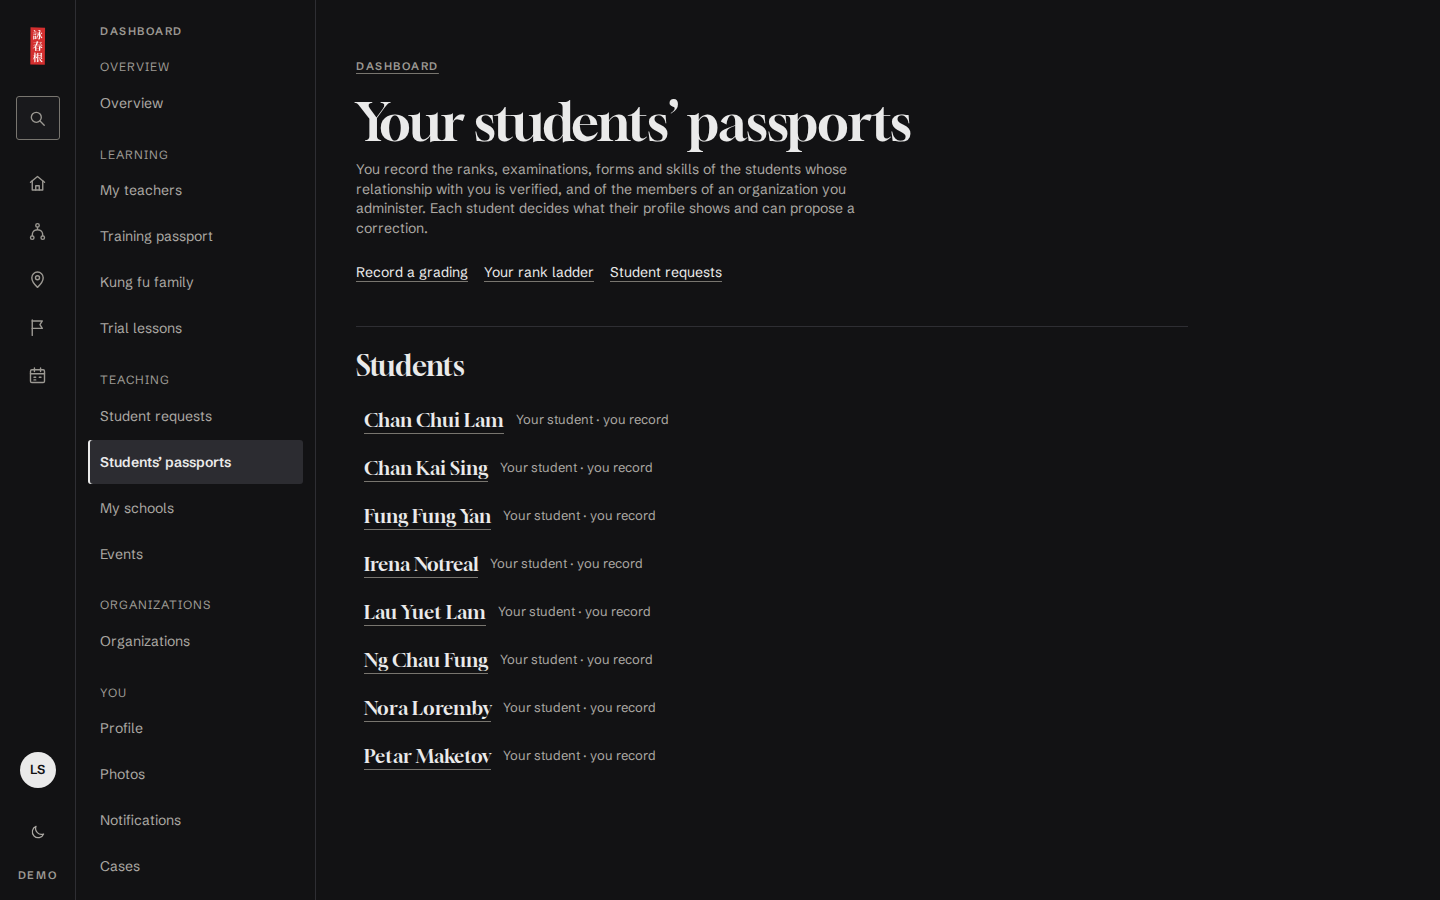 詠春根
DASHBOARD
OVERVIEW
Overview
LEARNING
My teachers
Training passport
Kung fu family
Trial lessons
TEACHING
Student requests
Students’ passports
My schools
Events
ORGANIZATIONS
Organizations
YOU
Profile
Photos
Notifications
Cases
LS
DEMO
DASHBOARD
Your students’ passports
You record the ranks, examinations, forms and skills of the students whose
relationship with you is verified, and of the members of an organization you
administer. Each student decides what their profile shows and can propose a
correction.
Record a grading Your rank ladder Student requests
Students
Chan Chui Lam Your student · you record
Chan Kai Sing Your student · you record
Fung Fung Yan Your student · you record
Irena Notreal Your student · you record
Lau Yuet Lam Your student · you record
Ng Chau Fung Your student · you record
Nora Loremby Your student · you record
Petar Maketov Your student · you record